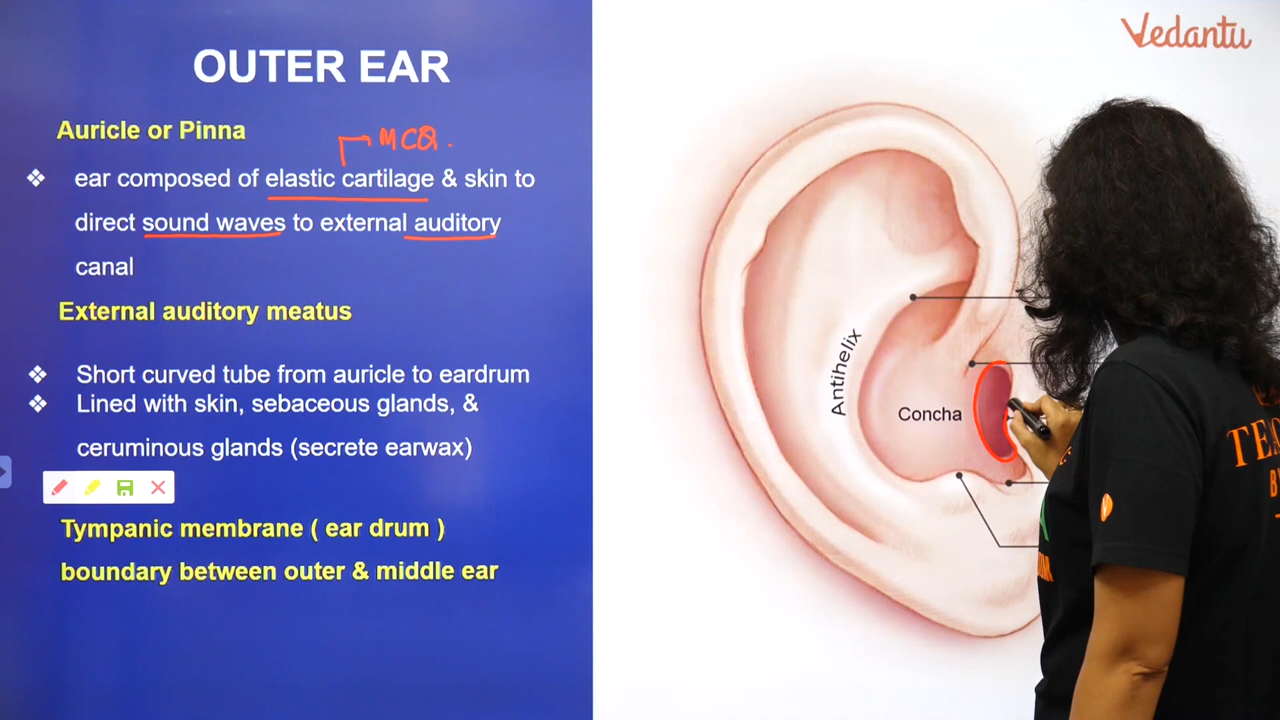 OUTER EAR
Auricle or Pinna
MCQ.
❖ ear composed of elastic cartilage & skin to
direct sound waves to external auditory
canal
External auditory meatus
❖ Short curved tube from auricle to eardrum
❖ Lined with skin, sebaceous glands, &
ceruminous glands (secrete earwax)
Tympanic membrane ( ear drum )
boundary between outer & middle ear
Vedantu
Antihelix
Concha